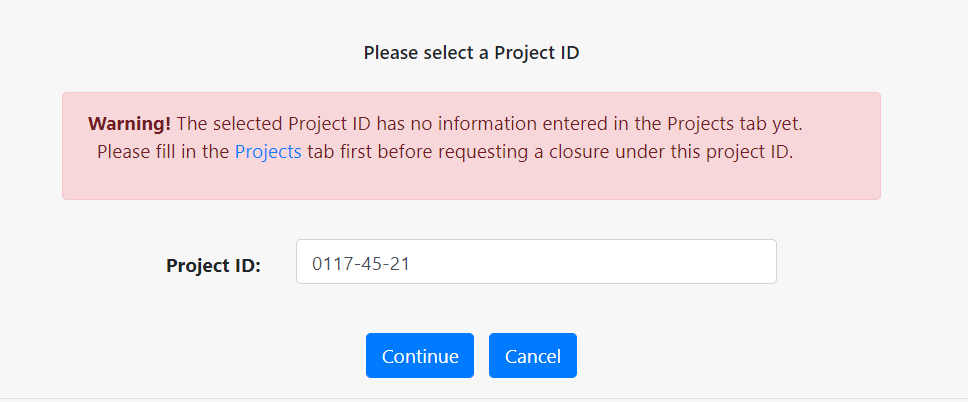 Please select a Project ID
Warning! The selected Project ID has no information entered in the Projects tab yet.
Please fill in the Projects tab first before requesting a closure under this project ID.
Project ID: 0117-45-21
Continue Cancel